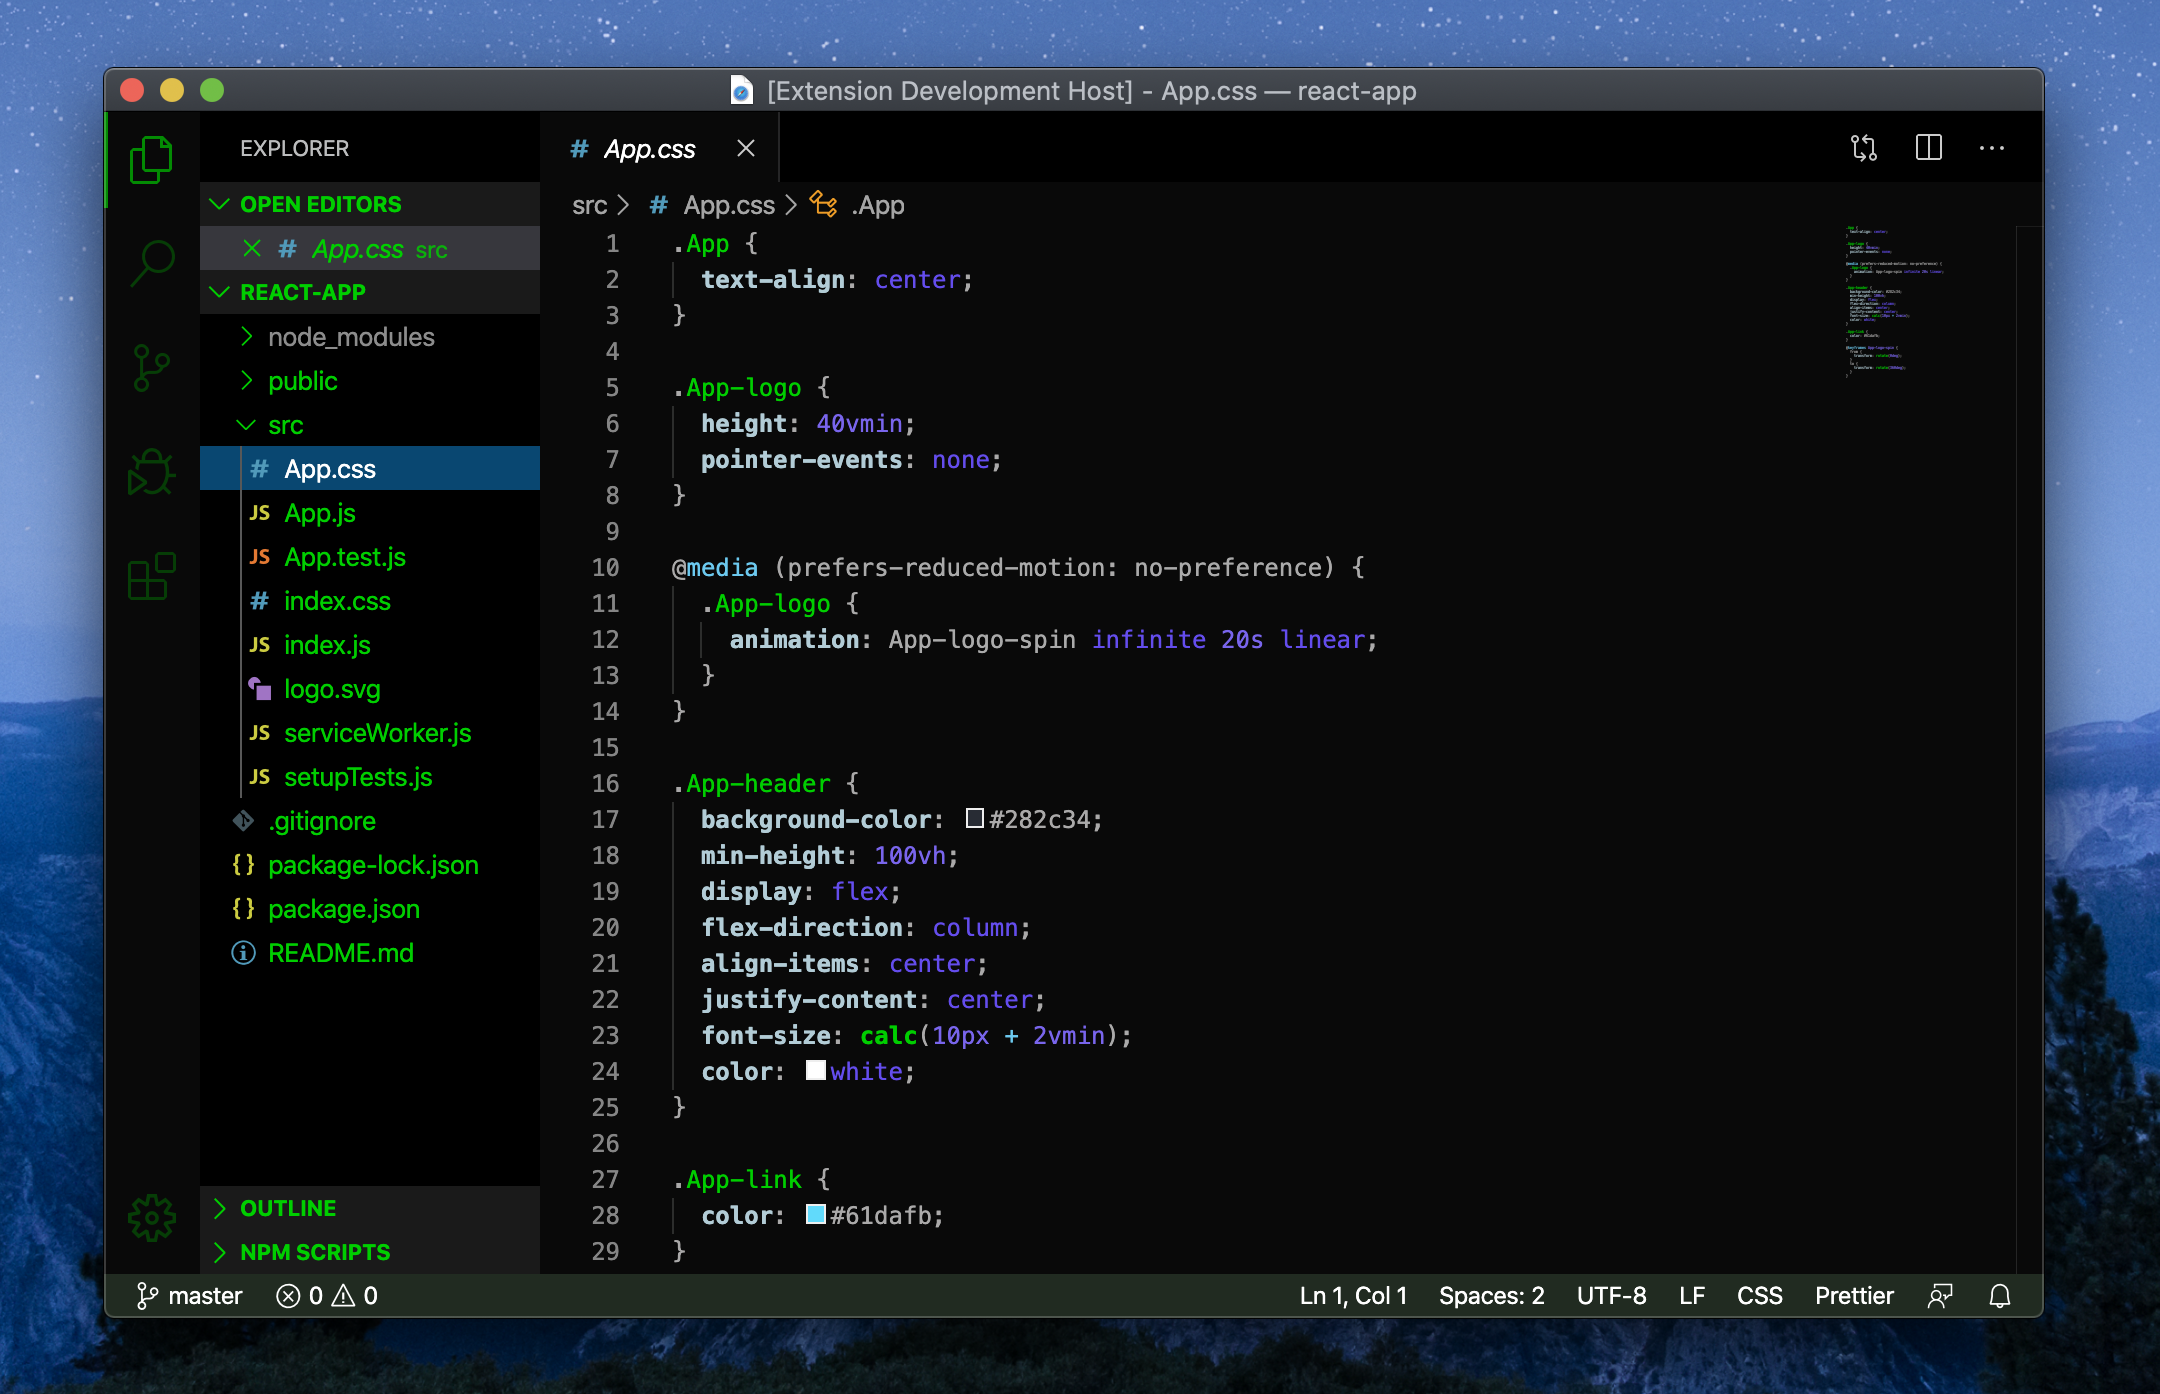 [Extension Development Host] - App.css — react-app
EXPLORER
OPEN EDITORS
# App.css src
REACT-APP
node_modules
public
src
# App.css
JS App.js
JS App.test.js
# index.css
JS index.js
logo.svg
JS serviceWorker.js
JS setupTests.js
.gitignore
{} package-lock.json
{} package.json
README.md
OUTLINE
NPM SCRIPTS
# App.css
src > # App.css > .App
1 .App {
2 text-align: center;
3 }
4
5 .App-logo {
6 height: 40vmin;
7 pointer-events: none;
8 }
9
10 @media (prefers-reduced-motion: no-preference) {
11 .App-logo {
12 animation: App-logo-spin infinite 20s linear;
13 }
14 }
15
16 .App-header {
17 background-color: #282c34;
18 min-height: 100vh;
19 display: flex;
20 flex-direction: column;
21 align-items: center;
22 justify-content: center;
23 font-size: calc(10px + 2vmin);
24 color: white;
25 }
26
27 .App-link {
28 color: #61dafb;
29 }
master 0 0
Ln 1, Col 1 Spaces: 2 UTF-8 LF CSS Prettier